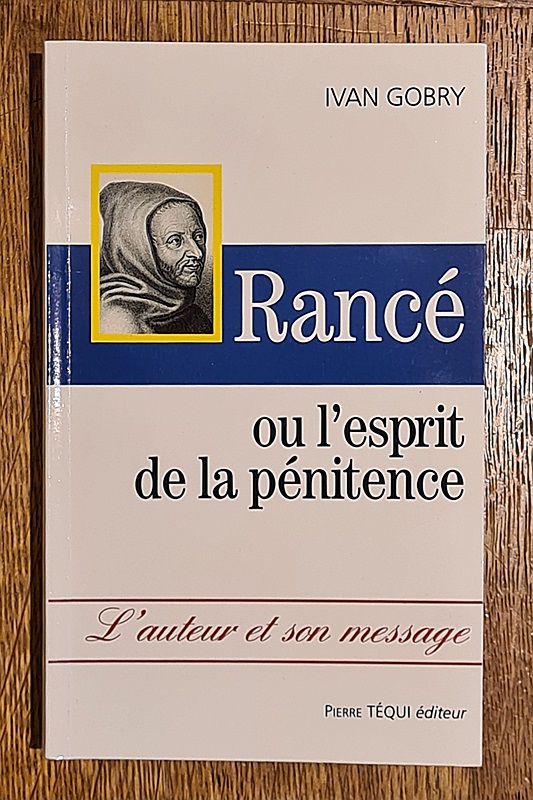 IVAN GOBRY
Rancé
ou l'esprit
de la pénitence
L'auteur et son message
PIERRE TÉQUI éditeur